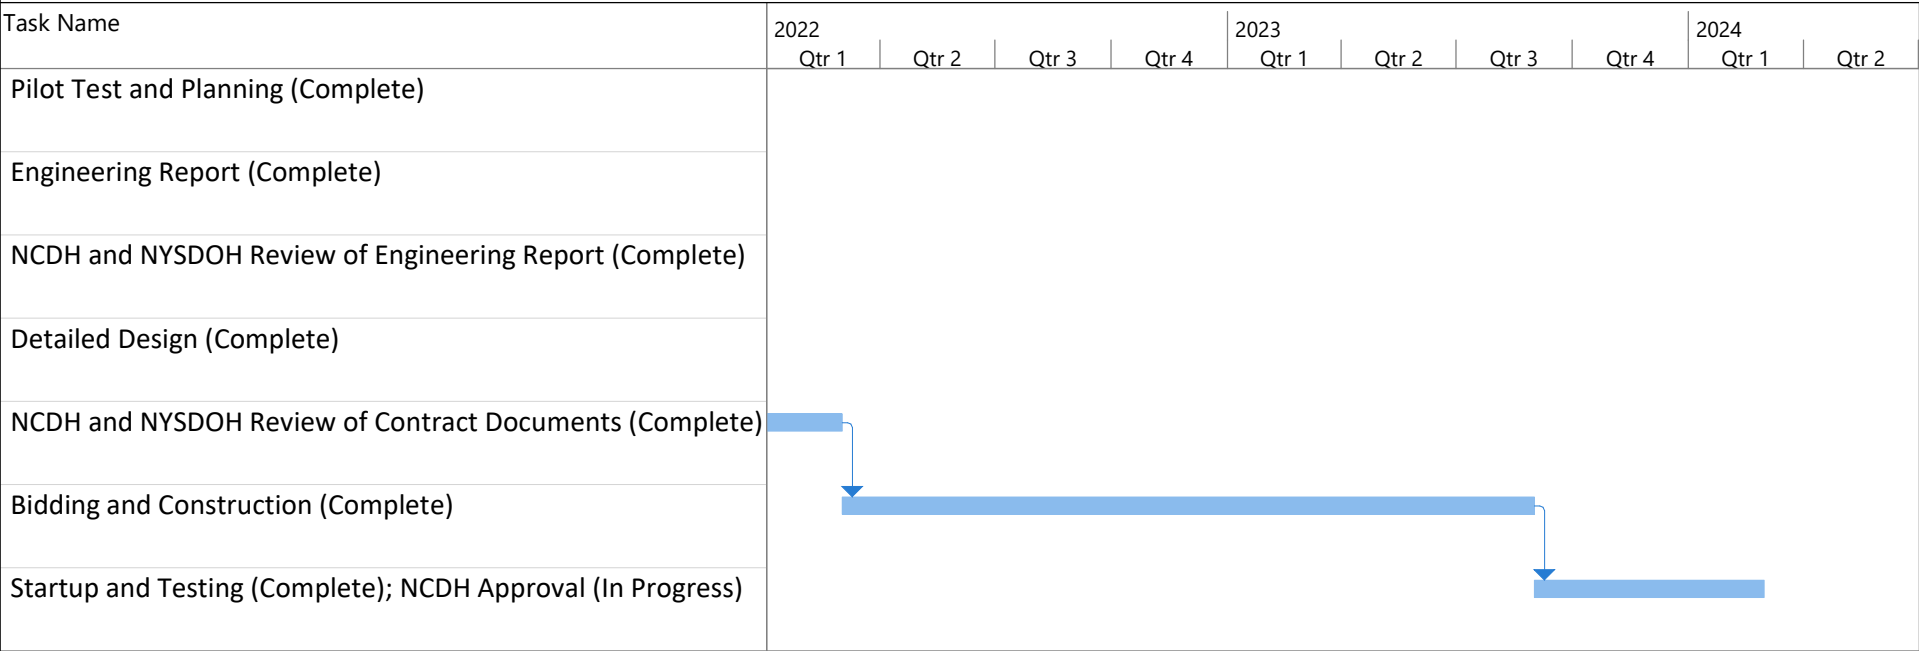 Task Name
2022 2023 2024
Qtr 1 Qtr 2 Qtr 3 Qtr 4 Qtr 1 Qtr 2 Qtr 3 Qtr 4 Qtr 1 Qtr 2
Pilot Test and Planning (Complete)
Engineering Report (Complete)
NCDH and NYSDOH Review of Engineering Report (Complete)
Detailed Design (Complete)
NCDH and NYSDOH Review of Contract Documents (Complete)
Bidding and Construction (Complete)
Startup and Testing (Complete); NCDH Approval (In Progress)